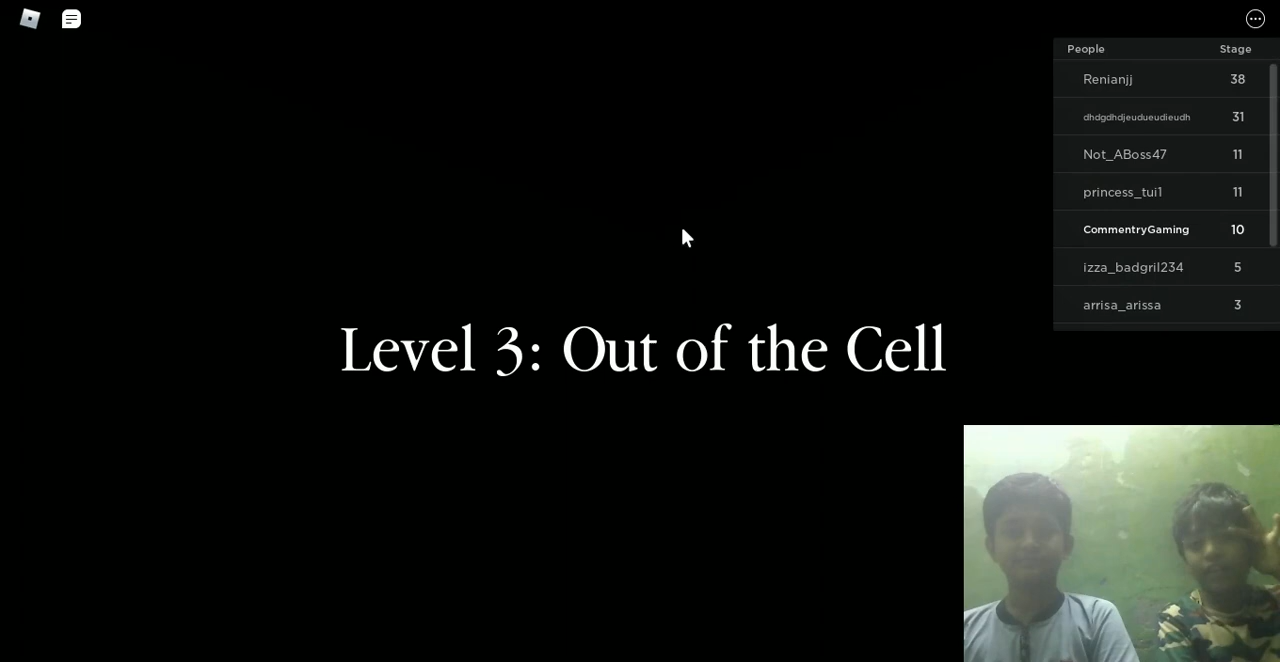 People Stage
Renianjj 38
dhdgdhdjeudueudieudh 31
Not_ABoss47 11
princess_tui1 11
CommentryGaming 10
izza_badgril234 5
arrisa_arissa 3
Level 3: Out of the Cell